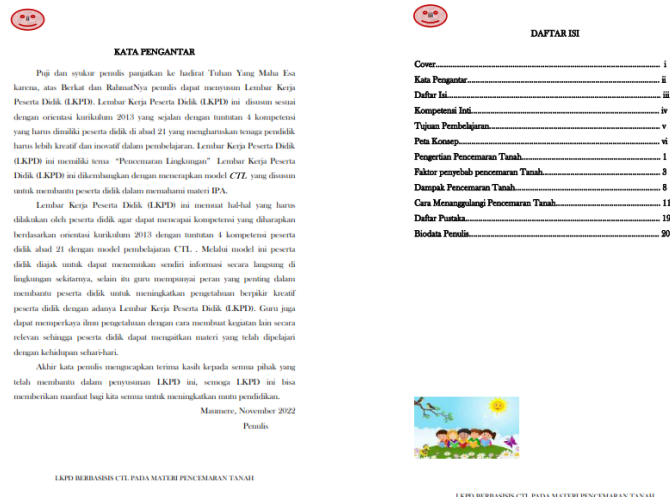 KATA PENGANTAR
Puji dan syukur penulis panjatkan ke hadirat Tuhan Yang Maha Esa
karena, atas Berkat dan RahmatNya penulis dapat menyusun Lembar Kerja
Peserta Didik (LKPD). Lembar Kerja Peserta Didik (LKPD) ini disusun sesuai
dengan orientasi kurikulum 2013 yang sejalan dengan tuntutan 4 kompetensi
yang harus dimiliki peserta didik di abad 21 yang mengharuskan tenaga pendidik
harus lebih kreatif dan inovatif dalam pembelajaran. Lembar Kerja Peserta Didik
(LKPD) ini memiliki tema "Pencemaran Lingkungan" Lembar Kerja Peserta
Didik (LKPD) ini dikembangkan dengan menerapkan model CTL yang disusun
untuk membantu peserta didik dalam memahami materi IPA.
Lembar Kerja Peserta Didik (LKPD) ini memuat hal-hal yang harus
dilakukan oleh peserta didik agar dapat mencapai kompetensi yang diharapkan
berdasarkan orientasi kurikulum 2013 dengan tuntutan 4 kompetensi peserta
didik abad 21 dengan model pembelajaran CTL . Melalui model ini peserta
didik diajak untuk dapat menemukan sendiri informasi secara langsung di
lingkungan sekitarnya, selain itu guru mempunyai peran yang penting dalam
membantu peserta didik untuk meningkatkan pengetahuan berpikir kreatif
peserta didik dengan adanya Lembar Kerja Peserta Didik (LKPD). Guru juga
dapat memperkaya ilmu pengetahuan dengan cara membuat kegiatan lain secara
relevan sehingga peserta didik dapat mengaitkan materi yang telah dipelajari
dengan kehidupan sehari-hari.
Akhir kata penulis mengucapkan terima kasih kepada semua pihak yang
telah membantu dalam penyusunan LKPD ini, semoga LKPD ini bisa
memberikan manfaat bagi kita semua untuk meningkatkan mutu pendidikan.
Maumere, November 2022
Penulis
LKPD BERBASISIS CTL PADA MATERI PENCEMARAN TANAH
DAFTAR ISI
Cover.......... i
Kata Pengantar.......... ii
Daftar Isi.......... iii
Kompetensi Inti.......... iv
Tujuan Pembelajaran.......... v
Peta Konsep.......... vi
Pengertian Pencemaran Tanah.......... 1
Faktor penyebab pencemaran Tanah.......... 3
Dampak Pencemaran Tanah.......... 8
Cara Menanggulangi Pencemaran Tanah.......... 11
Daftar Pustaka.......... 19
Biodata Penulis.......... 20
LKPD BERBASISIS CTL PADA MATERI PENCEMARAN TANAH